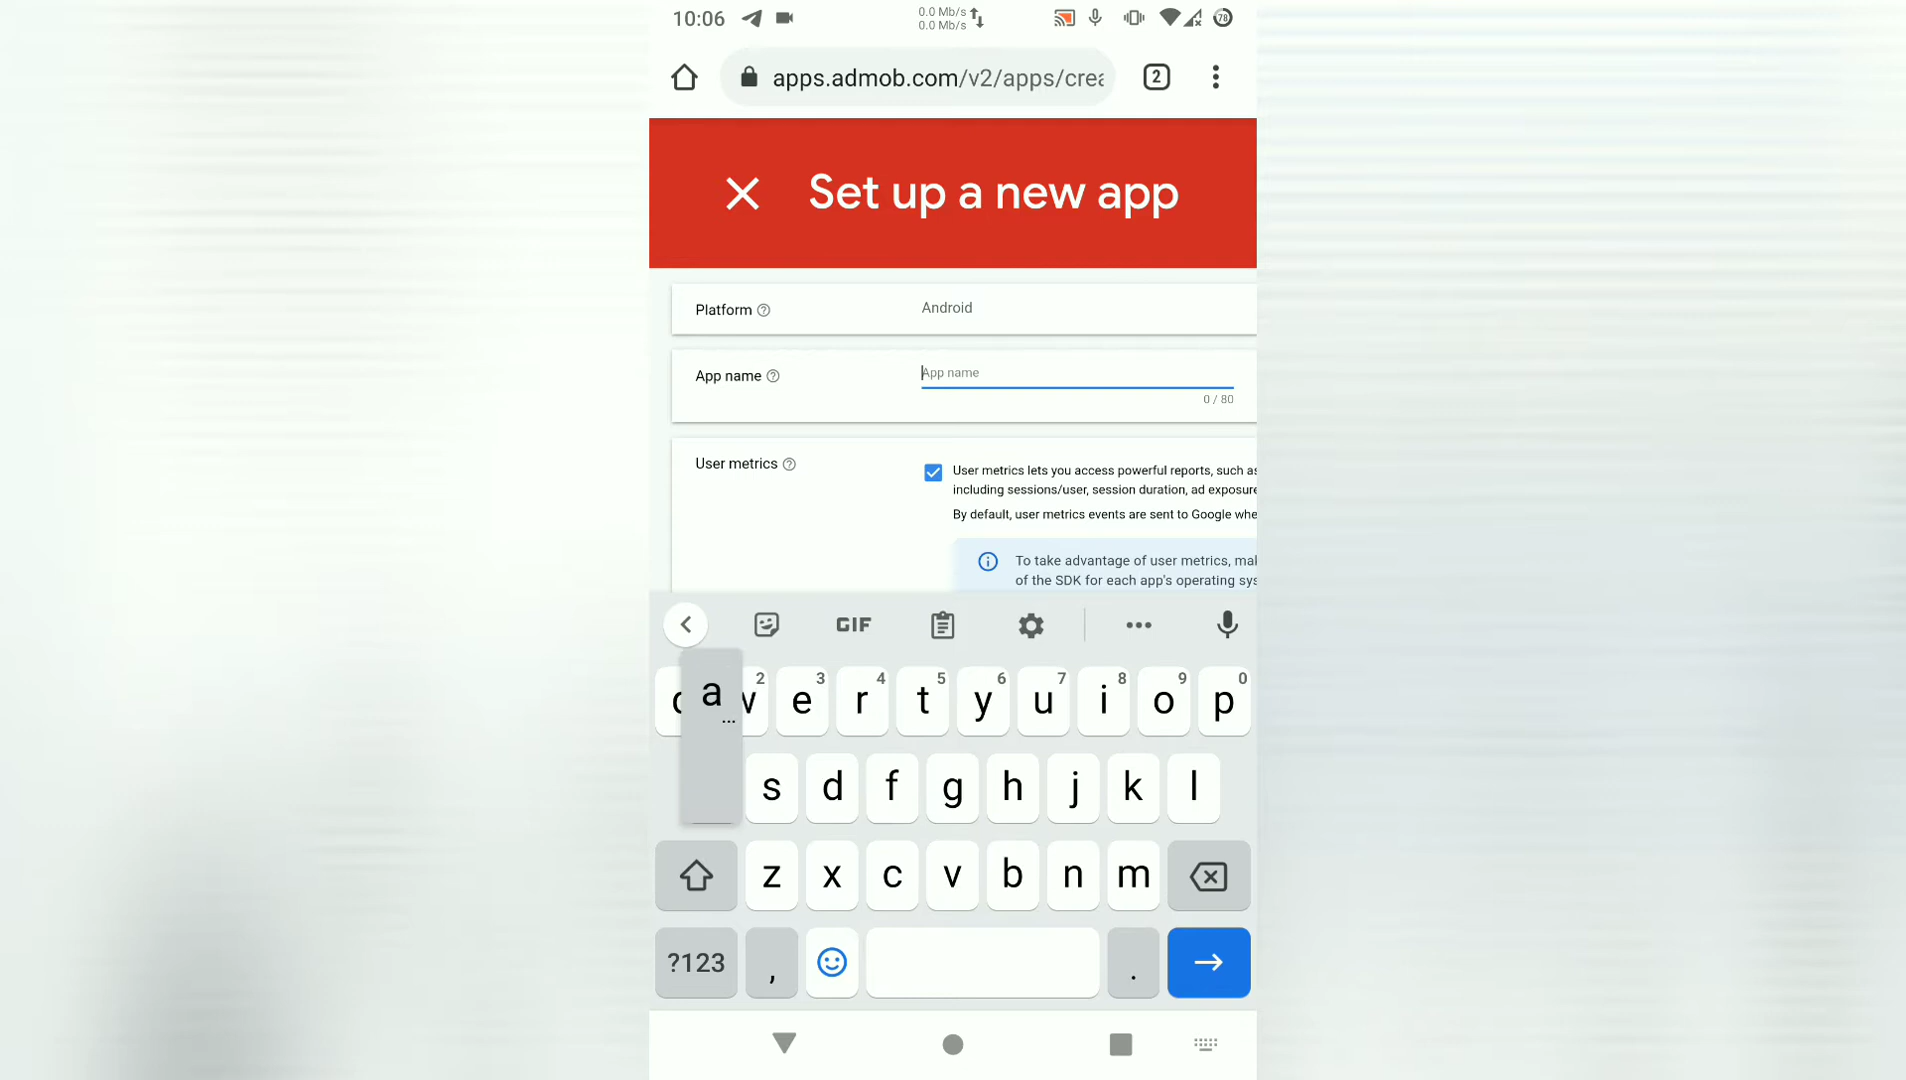 10:06 0.0 Mb/s 78
0.0 Mb/s
apps.admob.com/v2/apps/crea 2
Set up a new app
Platform ? Android
App name ? App name
0 / 80
User metrics ? User metrics lets you access powerful reports, such as
including sessions/user, session duration, ad exposure
By default, user metrics events are sent to Google whe
To take advantage of user metrics, mak
of the SDK for each app's operating sys
GIF
a ...
2 e 3 r 4 t 5 y 6 u 7 i 8 o 9 p 0
s d f g h j k l
z x c v b n m
?123 , .